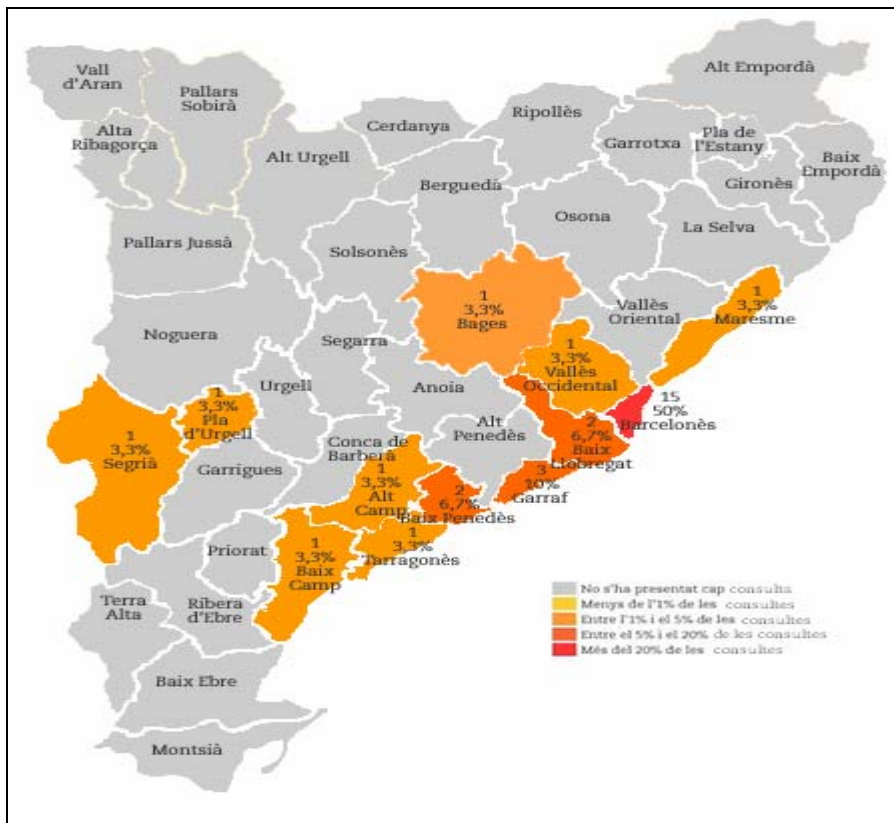 Vall
d'Aran
Pallars
Sobirà
Alta
Ribagorça
Alt Urgell
Cerdanya
Ripollès
Alt Empordà
Garrotxa
Pla de
l'Estany
Baix
Empordà
Gironès
Berguedà
Osona
La Selva
Pallars Jussà
Solsonès
1
3,3%
Bages
Vallès
Oriental
1
3,3%
Maresme
Noguera
Segarra
1
3,3%
Vallès
Occidental
Urgell
Anoia
15
50%
Barcelonès
1
3,3%
Pla
d'Urgell
1
3,3%
Segrià
Alt
Penedès
2
6,7%
Baix
Llobregat
Conca de
Barberà
Garrigues
1
3,3%
Alt
Camp
2
6,7%
Baix Penedès
3
10%
Garraf
1
3,3%
Tarragonès
1
3,3%
Baix
Camp
Priorat
Terra
Alta
Ribera
d'Ebre
Baix Ebre
Montsià
No s'ha presentat cap consulta
Menys de l'1% de les consultes
Entre l'1% i el 5% de les consultes
Entre el 5% i el 20% de les consultes
Més del 20% de les consultes